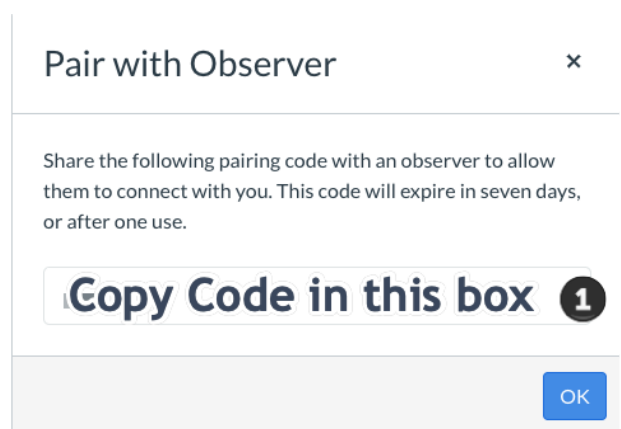 Pair with Observer ×
Share the following pairing code with an observer to allow
them to connect with you. This code will expire in seven days,
or after one use.
Copy Code in this box 1
OK